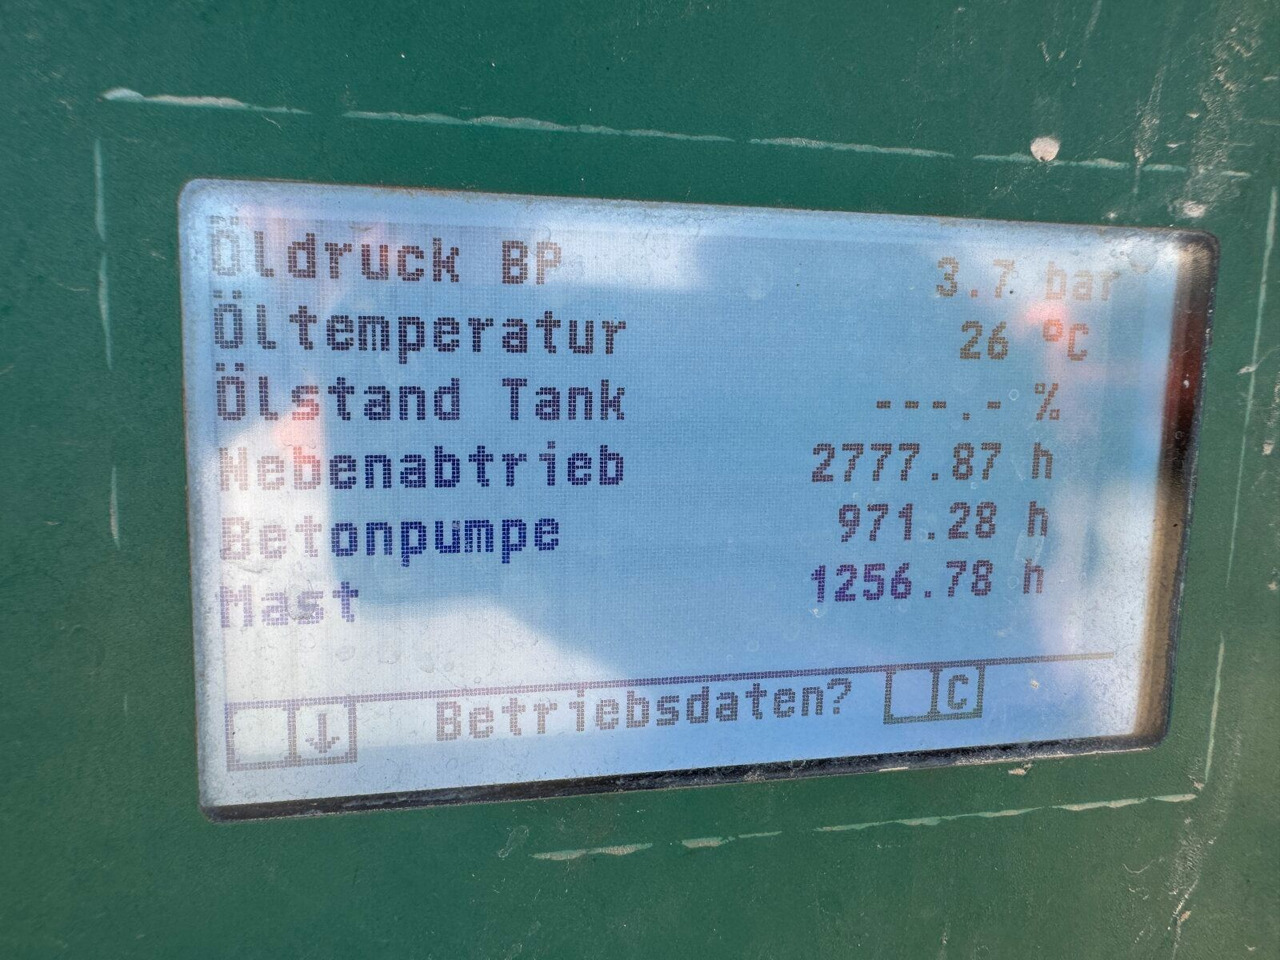 Öldruck BP 3.7 bar
Öltemperatur 26 °C
Ölstand Tank ---.- %
Nebenabtrieb 2777.87 h
Betonpumpe 971.28 h
Mast 1256.78 h
↓ Betriebsdaten? C